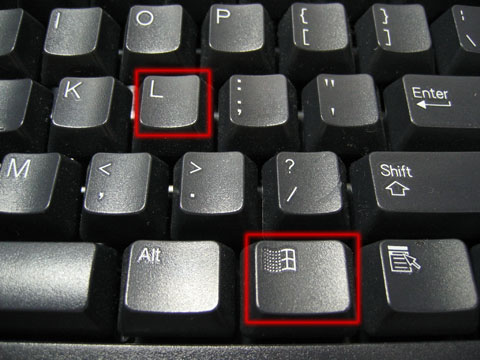 I O P { [ } ] : \
K L : ; " ' Enter
M < , > . ? / Shift
Alt